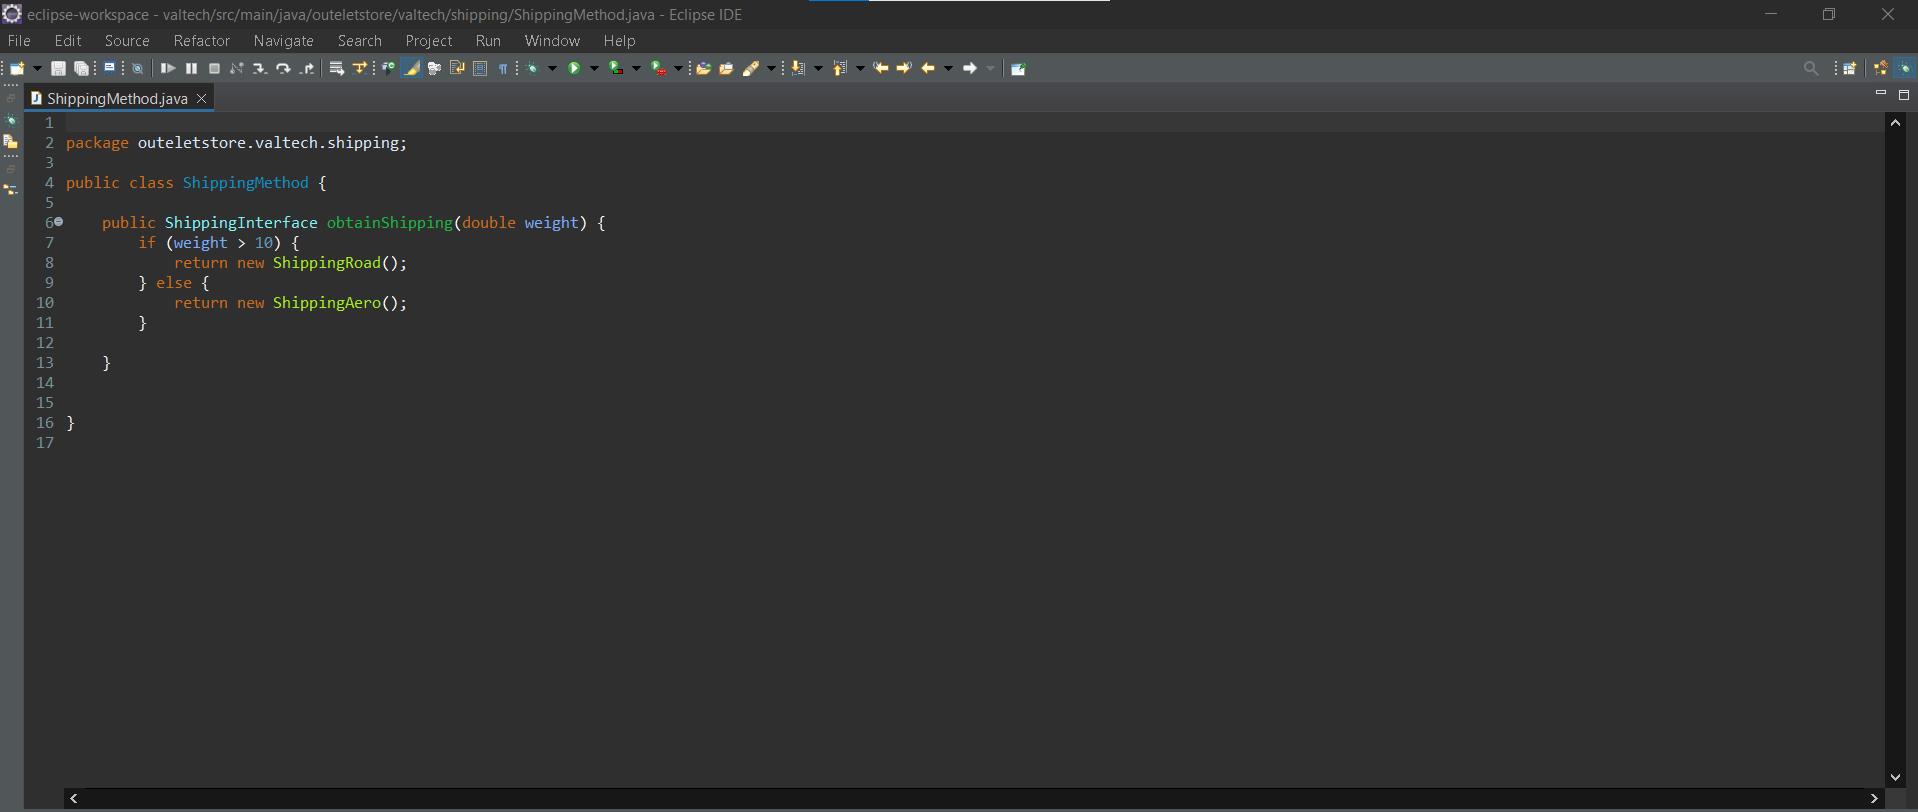 eclipse-workspace - valtech/src/main/java/outeletstore/valtech/shipping/ShippingMethod.java - Eclipse IDE
File Edit Source Refactor Navigate Search Project Run Window Help
ShippingMethod.java
1
2 package outeletstore.valtech.shipping;
3
4 public class ShippingMethod {
5
6 public ShippingInterface obtainShipping(double weight) {
7 if (weight > 10) {
8 return new ShippingRoad();
9 } else {
10 return new ShippingAero();
11 }
12
13 }
14
15
16 }
17